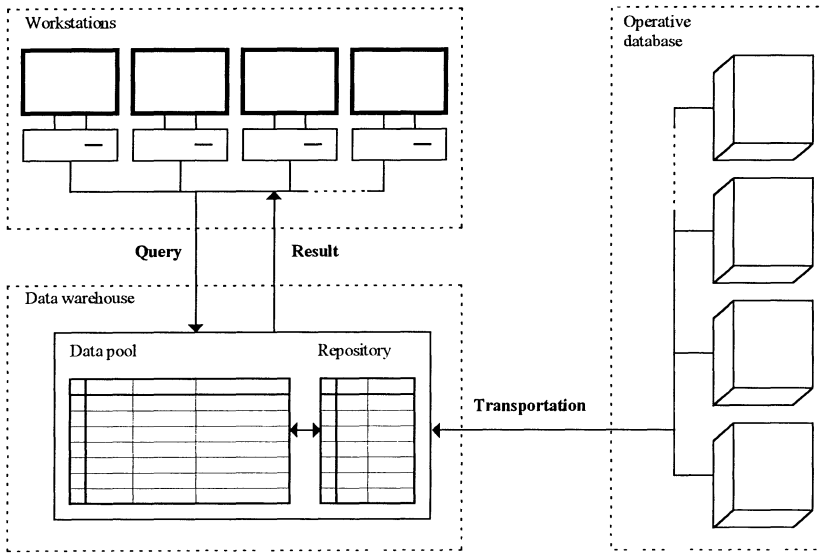 Workstations
Operative
database
Query
Result
Data warehouse
Data pool
Repository
Transportation